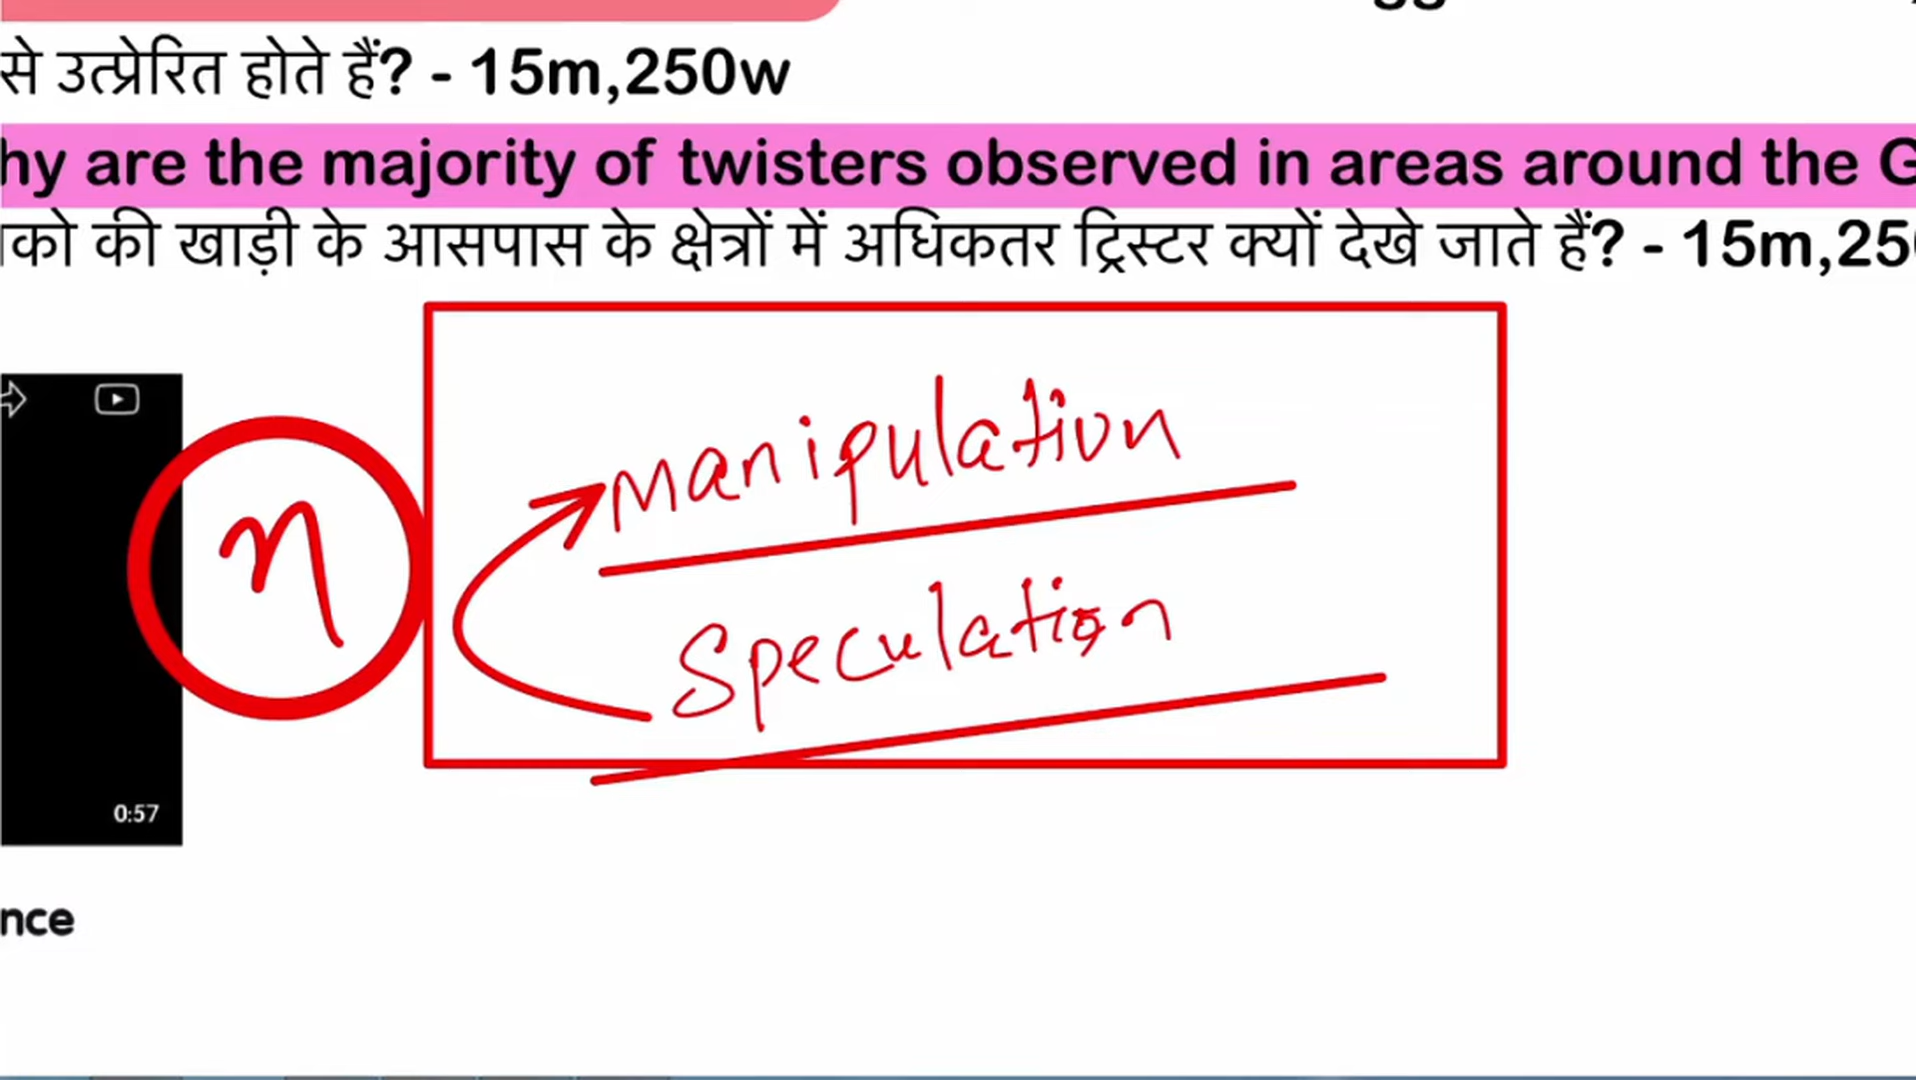 से उत्प्रेरित होते हैं? - 15m,250w
hy are the majority of twisters observed in areas around the G
को की खाड़ी के आसपास के क्षेत्रों में अधिकतर ट्विस्टर क्यों देखे जाते हैं? - 15m,25
manipulation
n
Speculation
0:57
nce